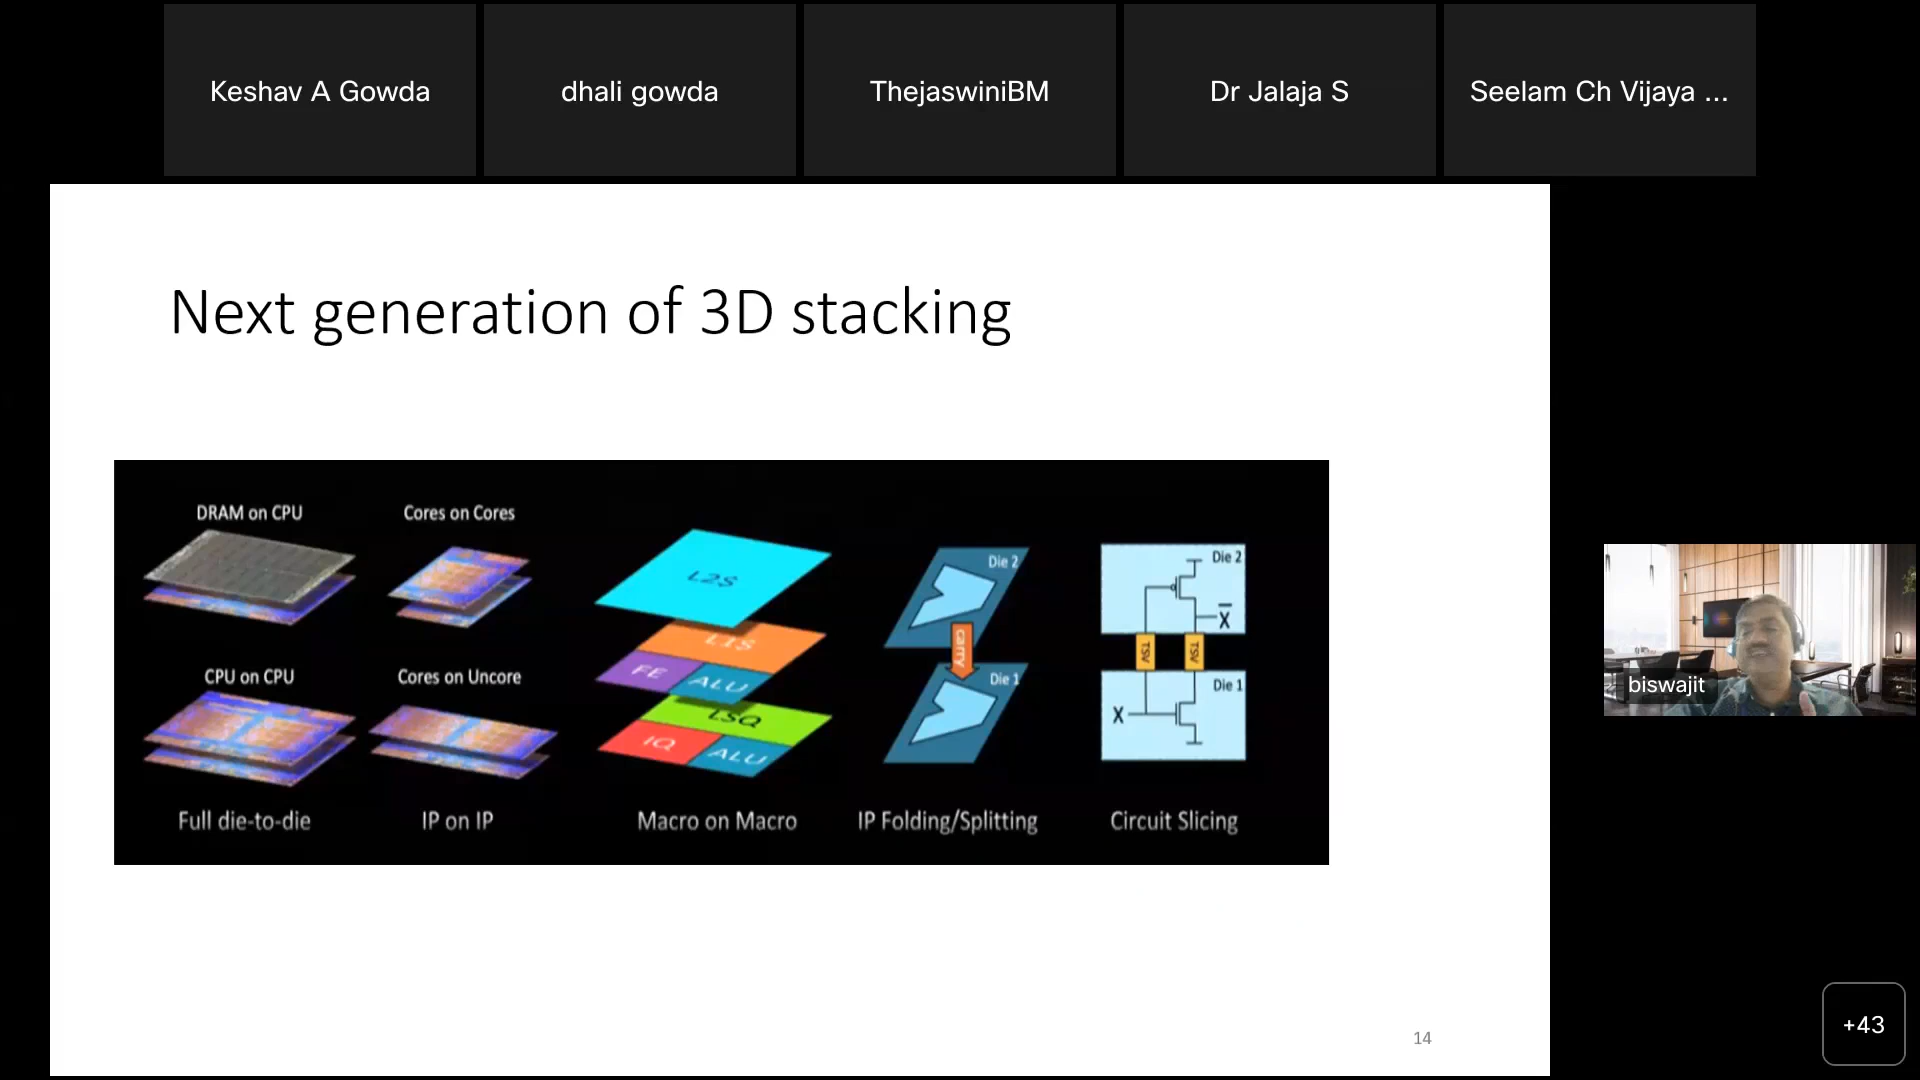 Keshav A Gowda
dhali gowda
ThejaswiniBM
Dr Jalaja S
Seelam Ch Vijaya ...
Next generation of 3D stacking
DRAM on CPU
Cores on Cores
CPU on CPU
Cores on Uncore
Full die-to-die
IP on IP
L2$
L1$
FE
ALU
LSQ
IQ
ALU
Macro on Macro
Die 2
carry
Die 1
IP Folding/Splitting
Die 2
X
TSV
TSV
Die 1
X
Circuit Slicing
14
biswajit
+43